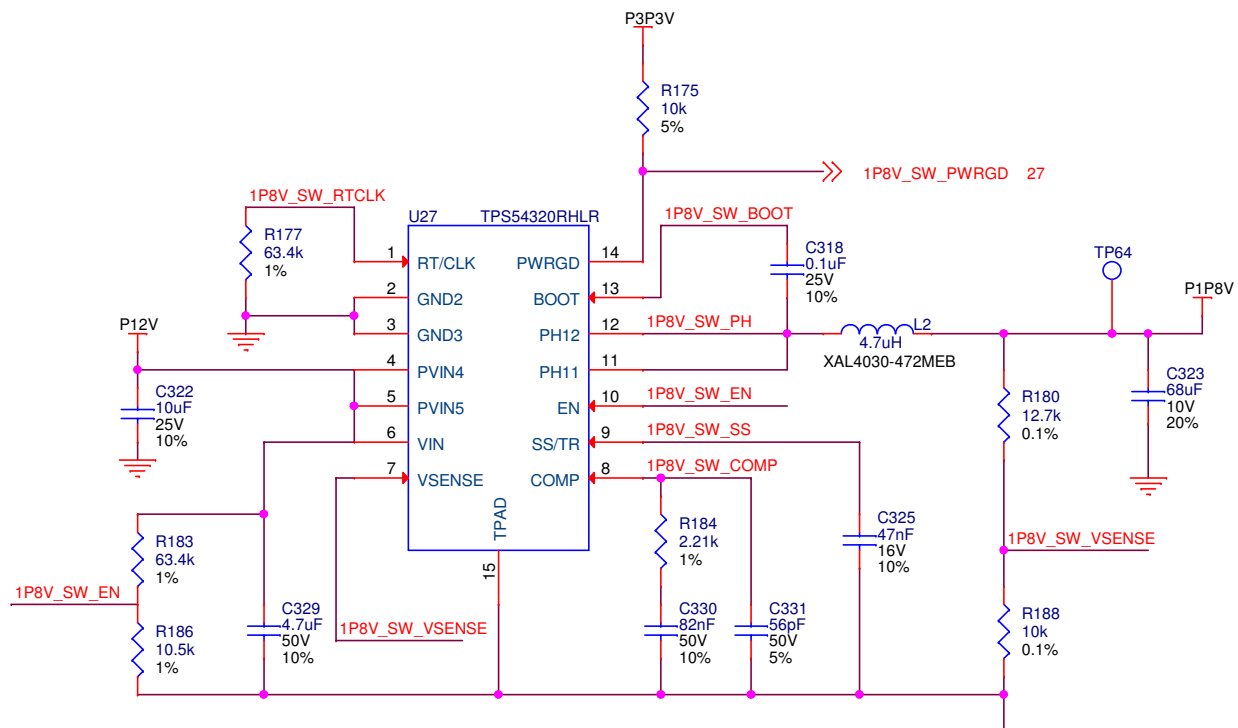 P3P3V
R175
10k
5%
1P8V_SW_PWRGD 27
1P8V_SW_RTCLK
R177
63.4k
1%
U27 TPS54320RHLR
1P8V_SW_BOOT
C318
0.1uF
25V
10%
TP64
P1P8V
1 RT/CLK PWRGD 14
2 GND2 BOOT 13
3 GND3 PH12 12 1P8V_SW_PH
4 PVIN4 PH11 11
5 PVIN5 EN 10 1P8V_SW_EN
6 VIN SS/TR 9 1P8V_SW_SS
7 VSENSE COMP 8 1P8V_SW_COMP
TPAD
15
L2
4.7uH
XAL4030-472MEB
P12V
C322
10uF
25V
10%
R180
12.7k
0.1%
C323
68uF
10V
20%
R183
63.4k
1%
1P8V_SW_EN
R186
10.5k
1%
C329
4.7uF
50V
10%
1P8V_SW_VSENSE
R184
2.21k
1%
C330
82nF
50V
10%
C331
56pF
50V
5%
C325
47nF
16V
10%
1P8V_SW_VSENSE
R188
10k
0.1%